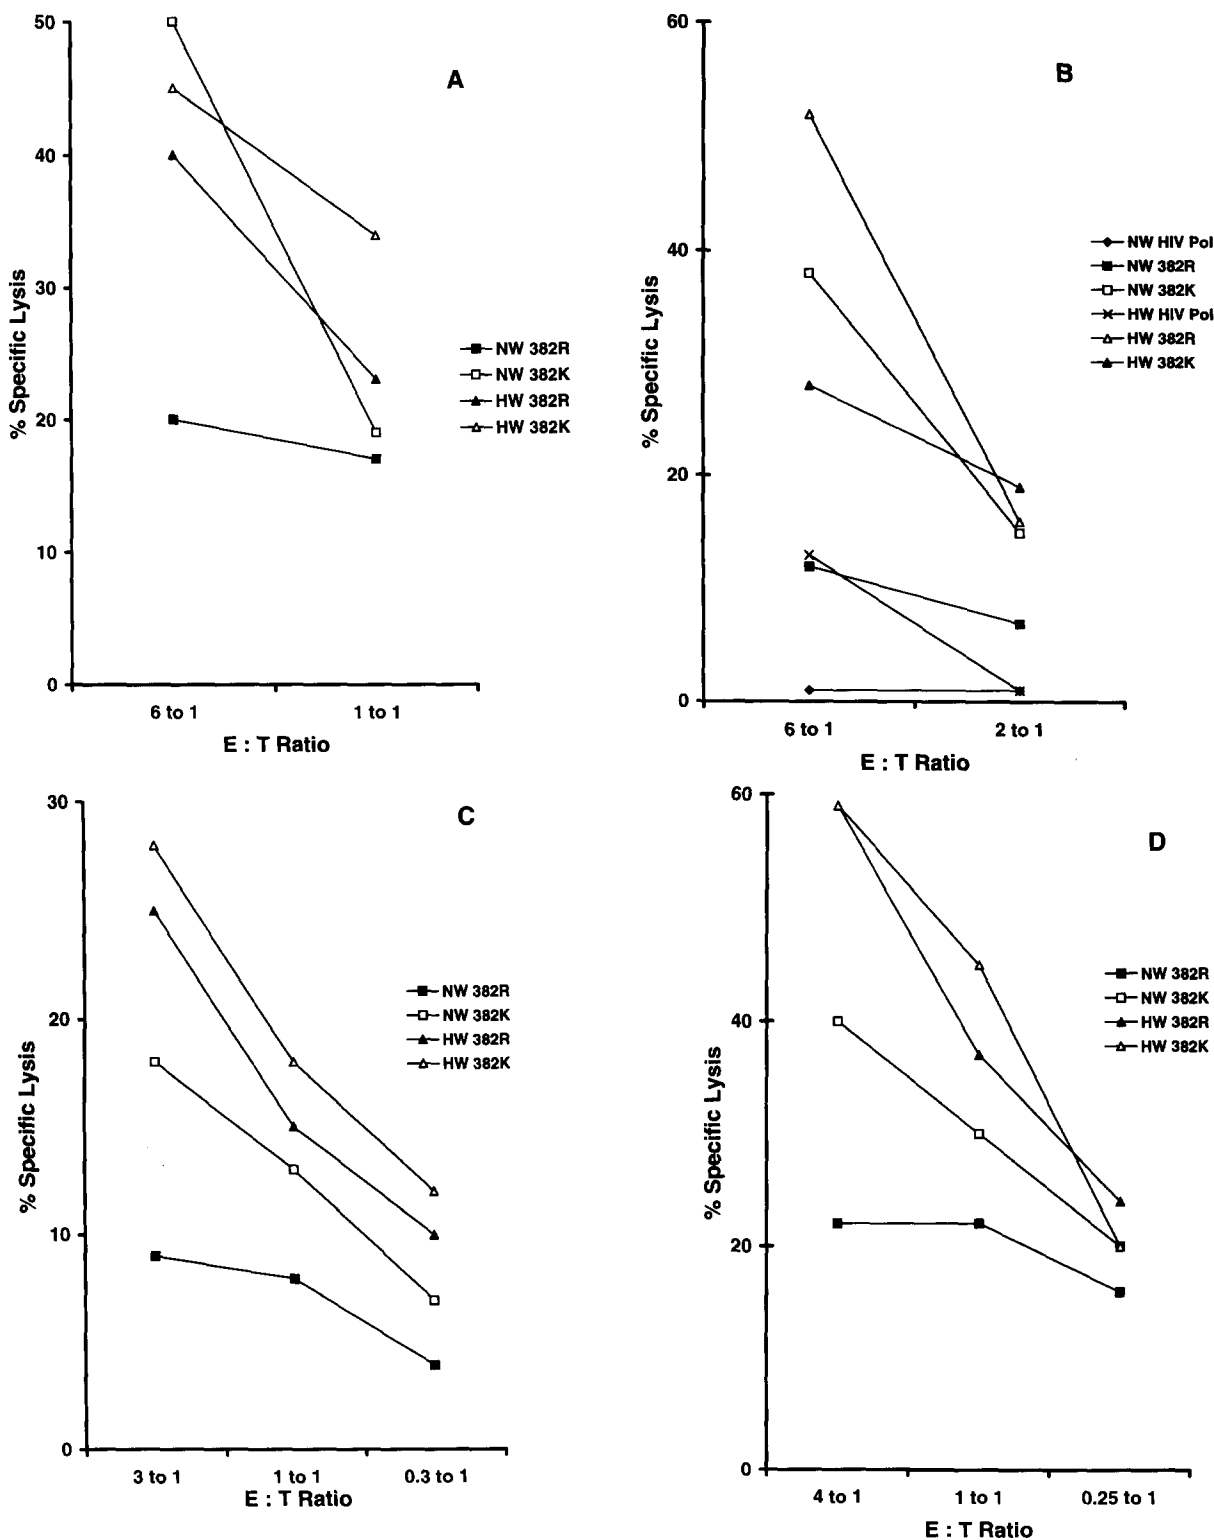 A
50
40
30
20
10
0
% Specific Lysis
6 to 1
1 to 1
E : T Ratio
NW 382R
NW 382K
HW 382R
HW 382K
B
60
40
20
0
% Specific Lysis
6 to 1
2 to 1
E : T Ratio
NW HIV Pol
NW 382R
NW 382K
HW HIV Pol
HW 382R
HW 382K
C
30
20
10
0
% Specific Lysis
3 to 1
1 to 1
0.3 to 1
E : T Ratio
NW 382R
NW 382K
HW 382R
HW 382K
D
60
40
20
0
% Specific Lysis
4 to 1
1 to 1
0.25 to 1
E : T Ratio
NW 382R
NW 382K
HW 382R
HW 382K